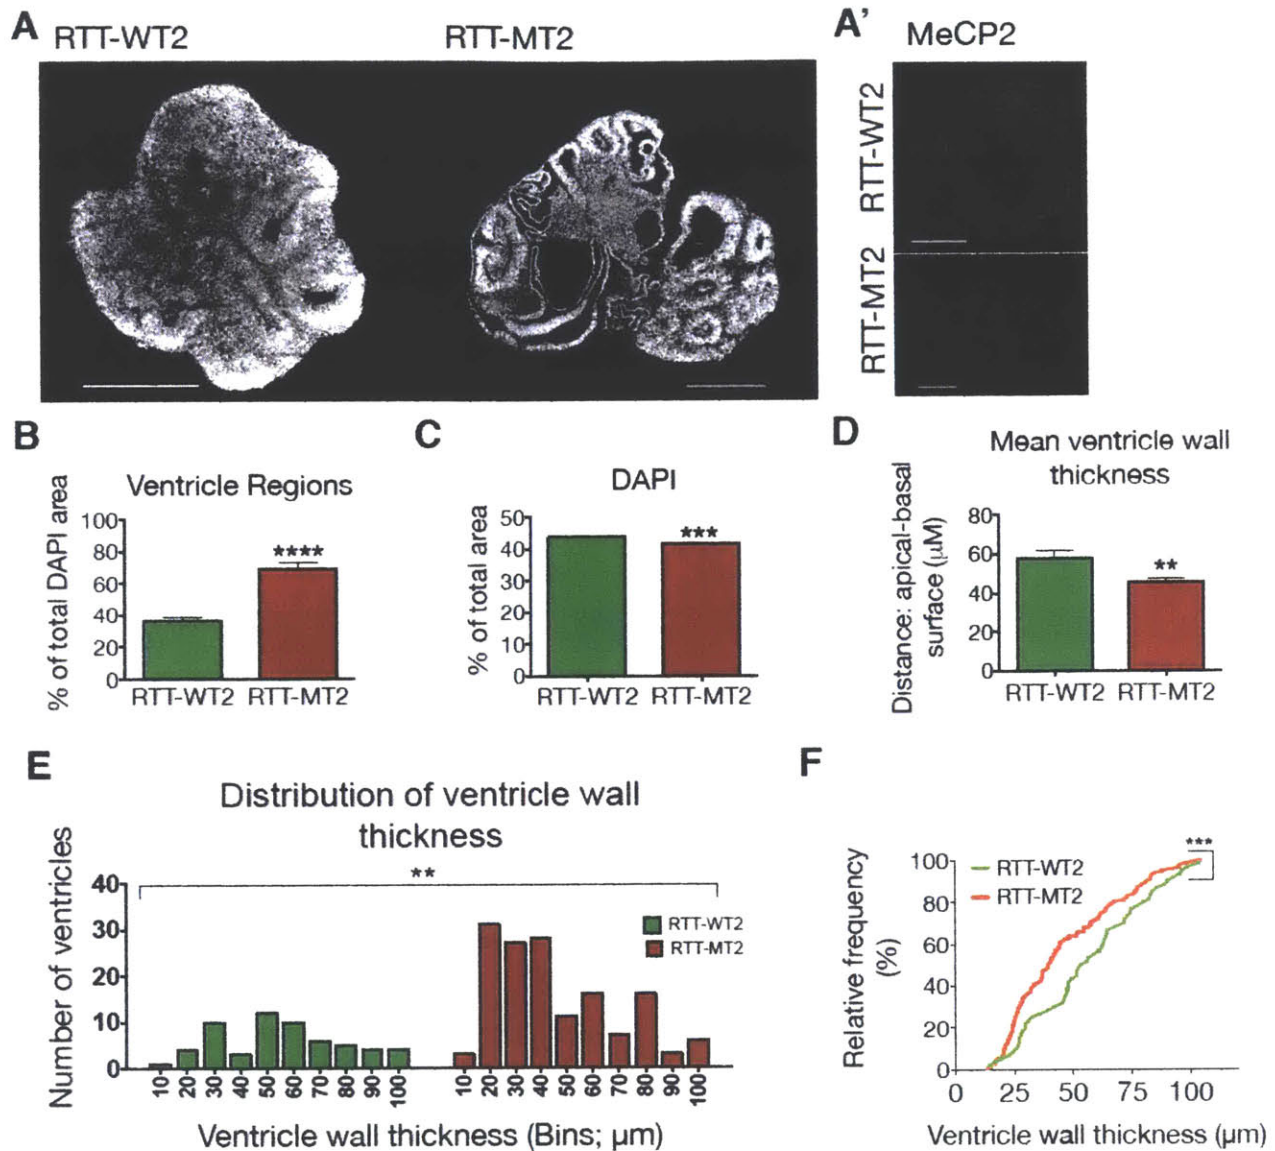 A RTT-WT2 RTT-MT2
A' MeCP2
RTT-WT2
RTT-MT2
B
Ventricle Regions
% of total DAPI area
100
80
60
40
20
0
****
RTT-WT2 RTT-MT2
C
DAPI
% of total area
50
40
30
20
10
0
***
RTT-WT2 RTT-MT2
D
Mean ventricle wall
thickness
Distance: apical-basal
surface (µM)
80
60
40
20
0
**
RTT-WT2 RTT-MT2
E
Distribution of ventricle wall
thickness
Number of ventricles
40
30
20
10
0
**
RTT-WT2
RTT-MT2
10 20 30 40 50 60 70 80 90 100 10 20 30 40 50 60 70 80 90 100
Ventricle wall thickness (Bins; µm)
F
Relative frequency
(%)
100
80
60
40
20
0
***
RTT-WT2
RTT-MT2
0 25 50 75 100
Ventricle wall thickness (µm)